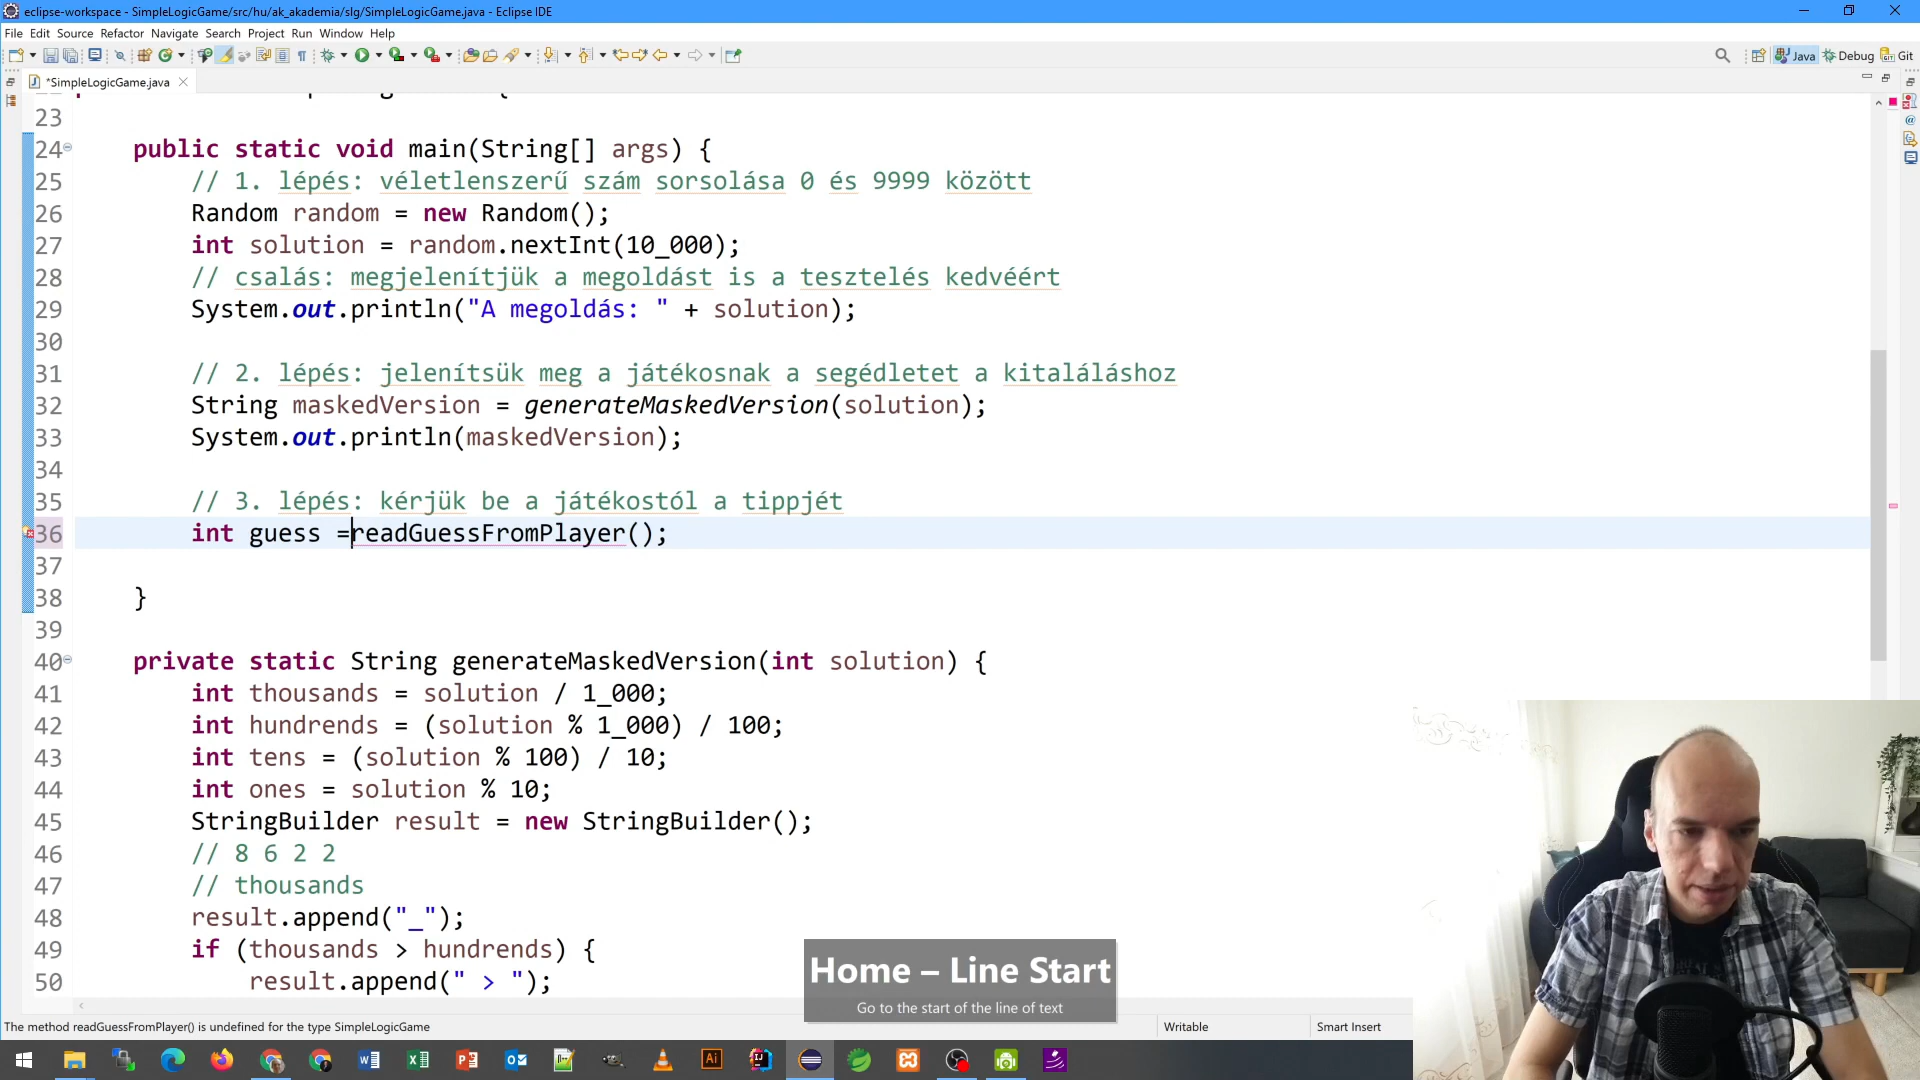 eclipse-workspace - SimpleLogicGame/src/hu/ak_akademia/slg/SimpleLogicGame.java - Eclipse IDE
File Edit Source Refactor Navigate Search Project Run Window Help
Java Debug Git
*SimpleLogicGame.java
23
24 public static void main(String[] args) {
25 // 1. lépés: véletlenszerű szám sorsolása 0 és 9999 között
26 Random random = new Random();
27 int solution = random.nextInt(10_000);
28 // csalás: megjelenítjük a megoldást is a tesztelés kedvéért
29 System.out.println("A megoldás: " + solution);
30
31 // 2. lépés: jelenítsük meg a játékosnak a segédletet a kitaláláshoz
32 String maskedVersion = generateMaskedVersion(solution);
33 System.out.println(maskedVersion);
34
35 // 3. lépés: kérjük be a játékostól a tippjét
36 int guess =readGuessFromPlayer();
37
38 }
39
40 private static String generateMaskedVersion(int solution) {
41 int thousands = solution / 1_000;
42 int hundrends = (solution % 1_000) / 100;
43 int tens = (solution % 100) / 10;
44 int ones = solution % 10;
45 StringBuilder result = new StringBuilder();
46 // 8 6 2 2
47 // thousands
48 result.append("_");
49 if (thousands > hundrends) {
50 result.append(" > ");
Home – Line Start
Go to the start of the line of text
The method readGuessFromPlayer() is undefined for the type SimpleLogicGame
Writable
Smart Insert